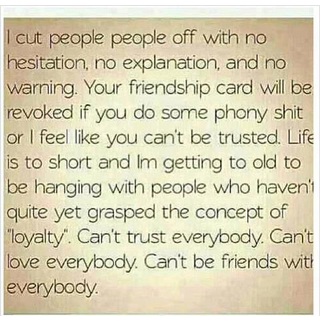 I cut people people off with no
hesitation, no explanation, and no
warning. Your friendship card will be
revoked if you do some phony shit
or I feel like you can't be trusted. Life
is to short and Im getting to old to
be hanging with people who haven't
quite yet grasped the concept of
"loyalty". Can't trust everybody. Can't
love everybody. Can't be friends with
everybody.